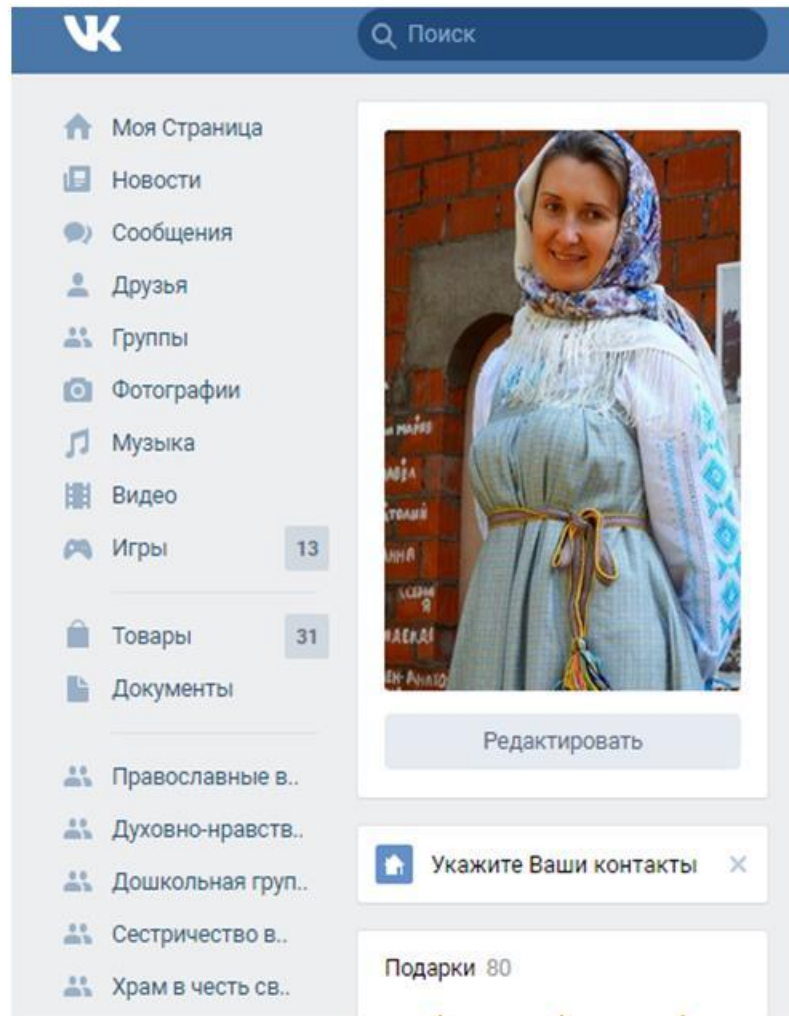 VK
Поиск
Моя Страница
Новости
Сообщения
Друзья
Группы
Фотографии
Музыка
Видео
Игры 13
Товары 31
Документы
Православные в..
Духовно-нравств..
Дошкольная груп..
Сестричество в..
Храм в честь св..
Редактировать
Укажите Ваши контакты
Подарки 80